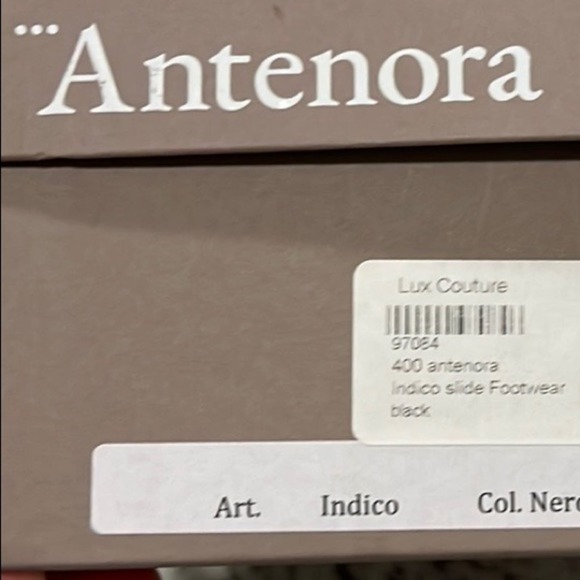 Antenora
Lux Couture
97084
400 antenora
Indico slide Footwear
black
Art. Indico Col. Nero